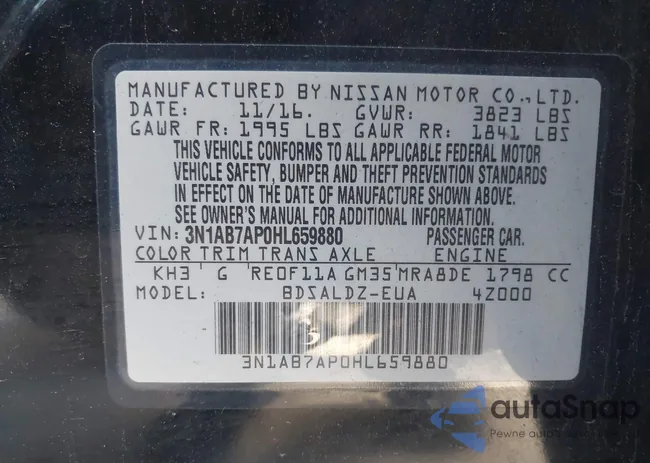 MANUFACTURED BY NISSAN MOTOR CO., LTD.
DATE: 11/16. GVWR: 3823 LBS
GAWR FR: 1995 LBS GAWR RR: 1841 LBS
THIS VEHICLE CONFORMS TO ALL APPLICABLE FEDERAL MOTOR
VEHICLE SAFETY, BUMPER AND THEFT PREVENTION STANDARDS
IN EFFECT ON THE DATE OF MANUFACTURE SHOWN ABOVE.
SEE OWNER'S MANUAL FOR ADDITIONAL INFORMATION.
VIN: 3N1AB7AP0HL659880 PASSENGER CAR.
COLOR TRIM TRANS AXLE ENGINE
KH3 G RE0F11A GM35 MRA8DE 1798 CC
MODEL: BDSALDZ-EUA 4Z000
3N1AB7AP0HL659880
autoSnap
Pewne auto z